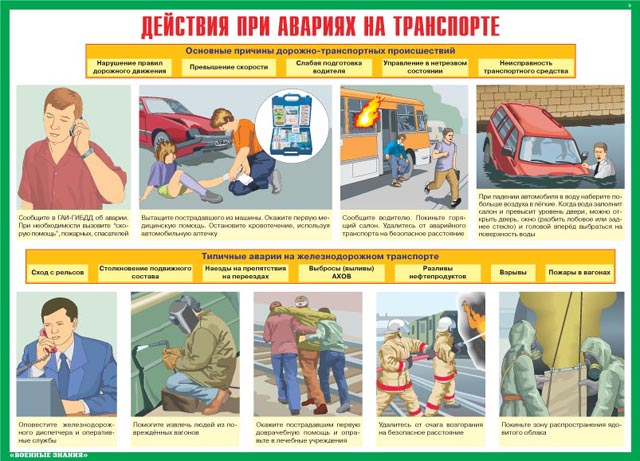 ДЕЙСТВИЯ ПРИ АВАРИЯХ НА ТРАНСПОРТЕ
Основные причины дорожно-транспортных происшествий
Нарушение правил
дорожного движения
Превышение скорости
Слабая подготовка
водителя
Управление в нетрезвом
состоянии
Неисправность
транспортного средства
Сообщите в ГАИ-ГИБДД об аварии.
При необходимости вызовите "ско-
рую помощь", пожарных, спасателей
Вытащите пострадавшего из машины. Окажите первую ме-
дицинскую помощь. Остановите кровотечение, используя
автомобильную аптечку
Сообщите водителю. Покиньте горя-
щий салон. Удалитесь от аварийного
транспорта на безопасное расстояние
При падении автомобиля в воду наберите по-
больше воздуха в лёгкие. Когда вода заполнит
салон и превысит уровень двери, можно от-
крыть дверь, окно (разбить лобовое или зад-
нее стекло) и головой вперёд выбраться на
поверхность воды
Типичные аварии на железнодорожном транспорте
Сход с рельсов
Столкновение подвижного
состава
Наезды на препятствия
на переездах
Выбросы (выливы)
АХОВ
Разливы
нефтепродуктов
Взрывы
Пожары в вагонах
Оповестите железнодорож-
ного диспетчера и оператив-
ные службы
Помогите извлечь людей из по-
вреждённых вагонов
Окажите пострадавшим первую
доврачебную помощь и отправь-
те в лечебные учреждения
Удалитесь от очага возгорания
на безопасное расстояние
Покиньте зону распространения ядо-
витого облака
«ВОЕННЫЕ ЗНАНИЯ»